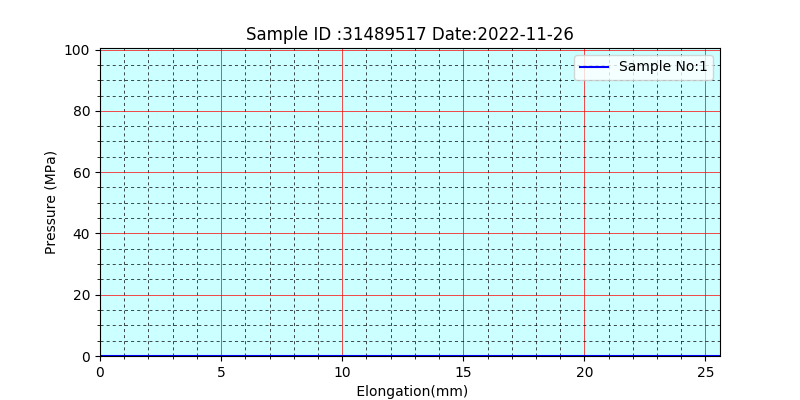 Sample ID :31489517 Date:2022-11-26
Sample No:1
Pressure (MPa)
100
80
60
40
20
0
0 5 10 15 20 25
Elongation(mm)